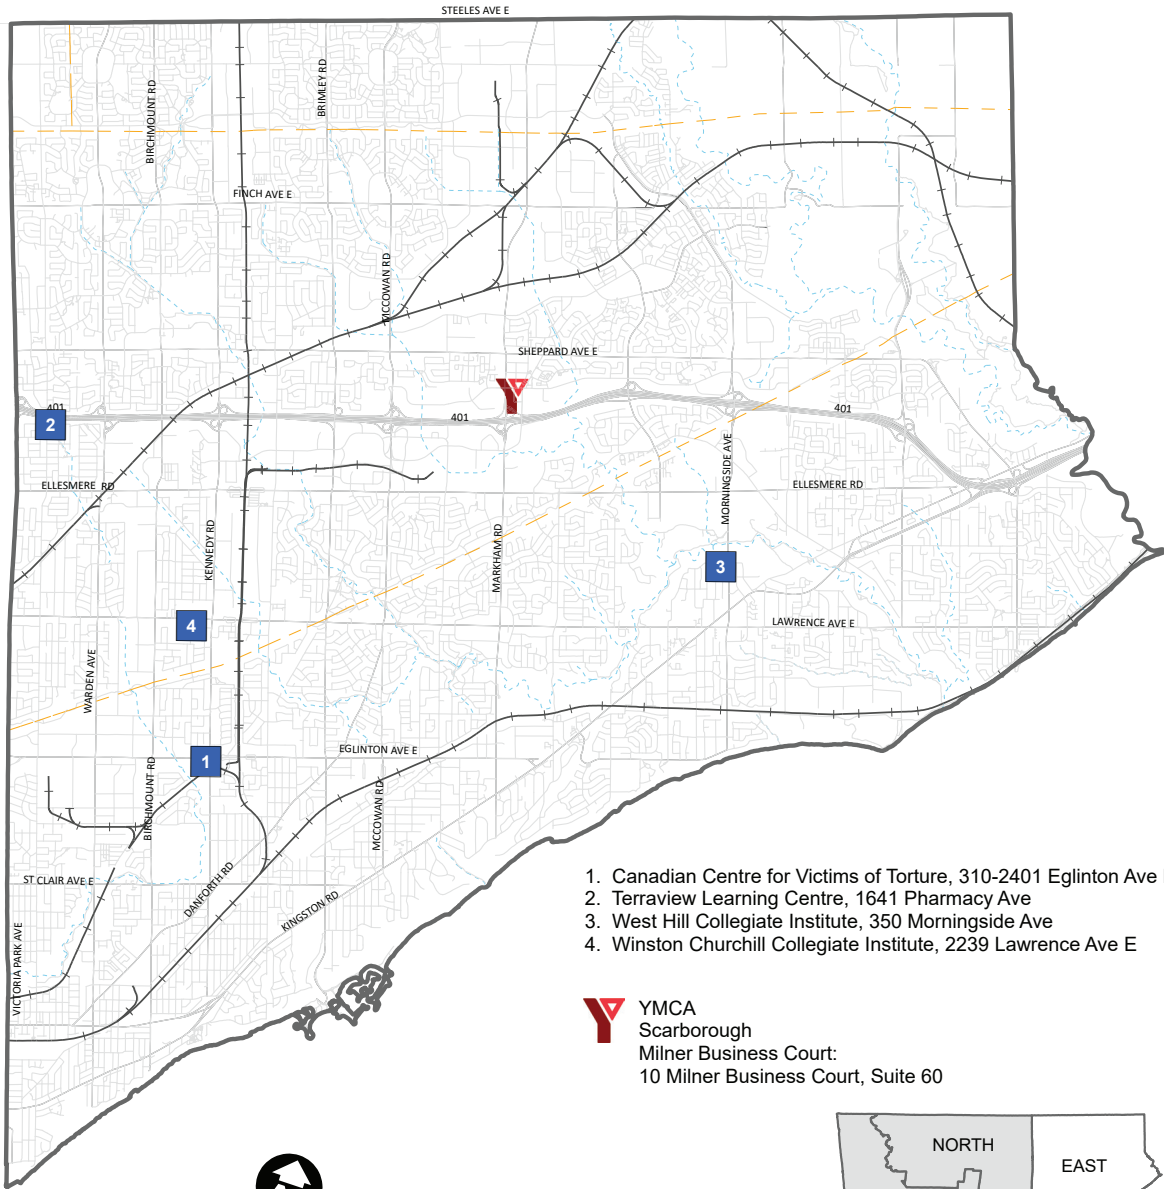 STEELES AVE E
BIRCHMOUNT RD
BRIMLEY RD
FINCH AVE E
MCCOWAN RD
SHEPPARD AVE E
401
401
401
2
ELLESMERE RD
ELLESMERE RD
MORNINGSIDE AVE
KENNEDY RD
MARKHAM RD
3
4
LAWRENCE AVE E
WARDEN AVE
EGLINTON AVE E
1
BIRCHMOUNT RD
MCCOWAN RD
ST CLAIR AVE E
DANFORTH RD
KINGSTON RD
VICTORIA PARK AVE
1. Canadian Centre for Victims of Torture, 310-2401 Eglinton Ave
2. Terraview Learning Centre, 1641 Pharmacy Ave
3. West Hill Collegiate Institute, 350 Morningside Ave
4. Winston Churchill Collegiate Institute, 2239 Lawrence Ave E
YMCA
Scarborough
Milner Business Court:
10 Milner Business Court, Suite 60
NORTH
EAST